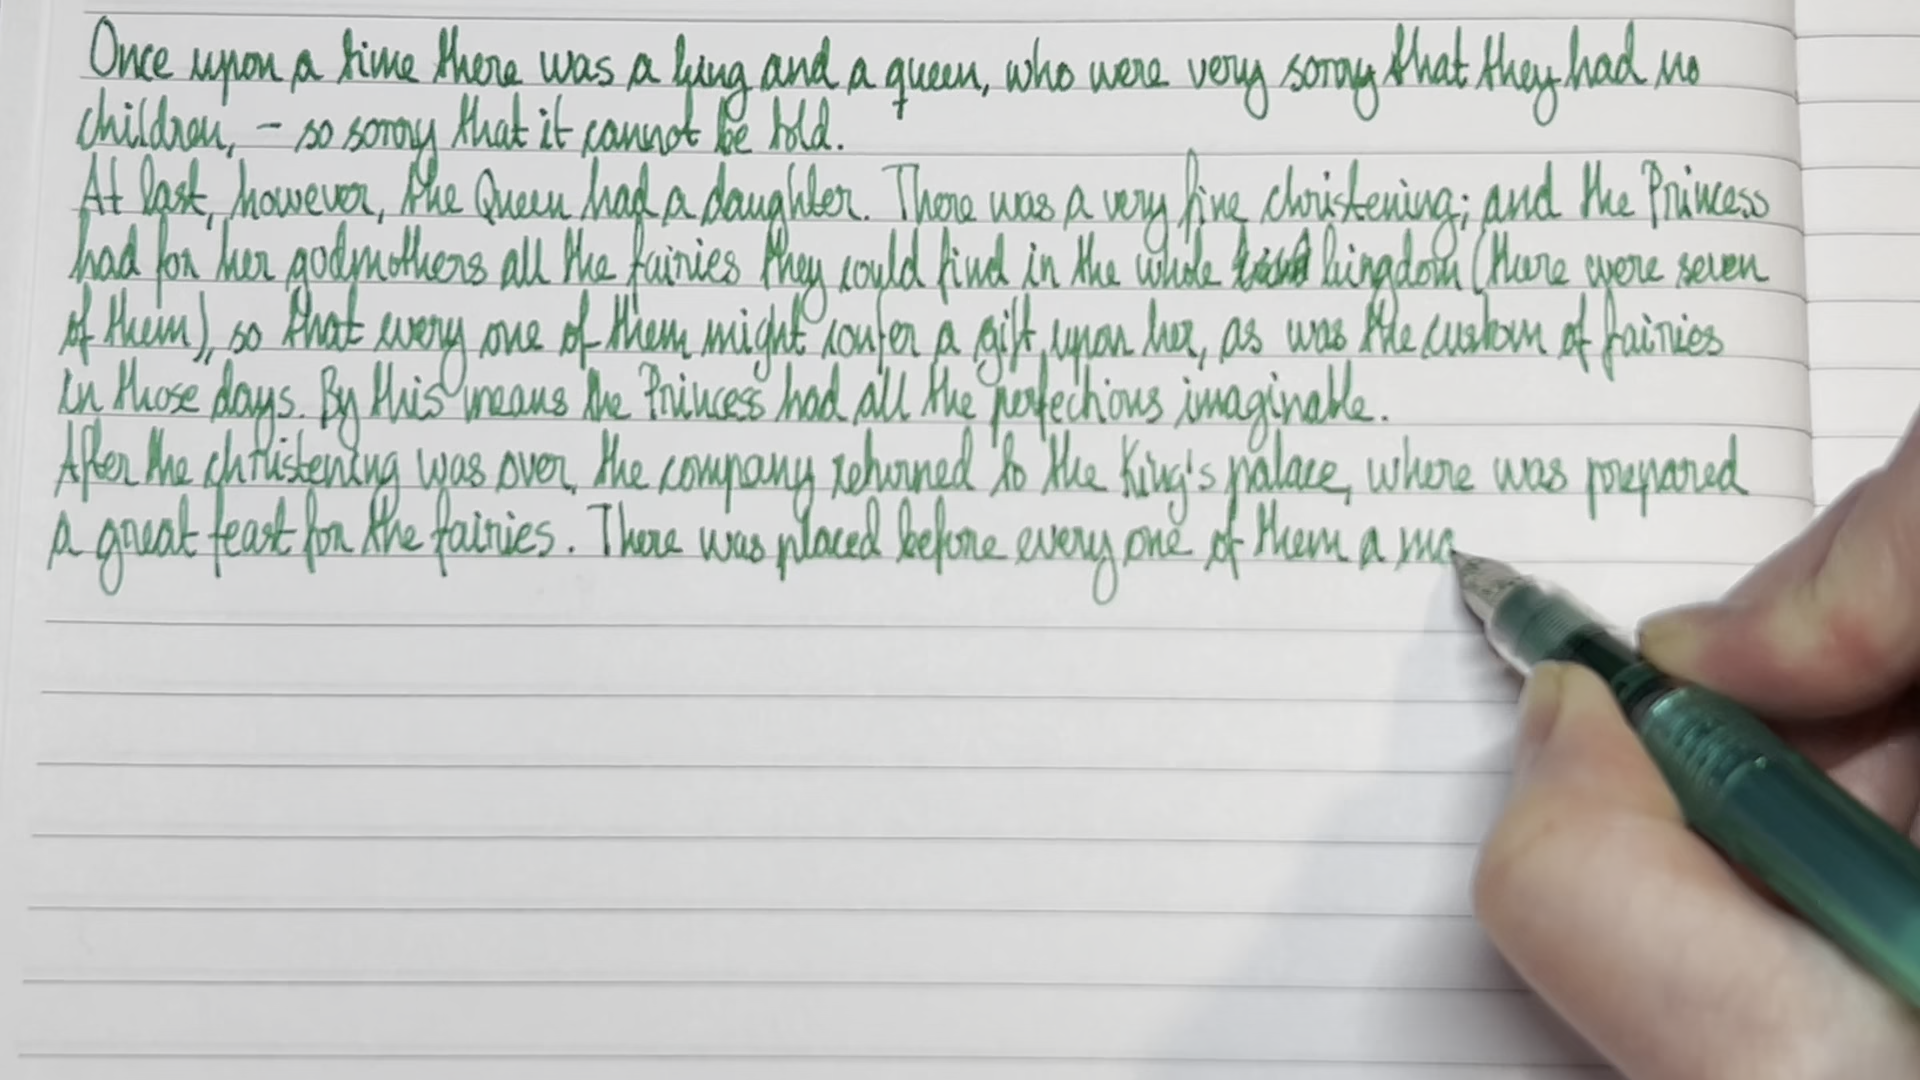 Once upon a time there was a king and a queen, who were very sorry that they had no
children, – so sorry that it cannot be told.
At last, however, the Queen had a daughter. There was a very fine christening; and the Princess
had for her godmothers all the fairies they could find in the whole kingdom (there were seven
of them), so that every one of them might confer a gift upon her, as was the custom of fairies
in those days. By this means the Princess had all the perfections imaginable.
After the christening was over, the company returned to the King's palace, where was prepared
a great feast for the fairies. There was placed before every one of them a ma